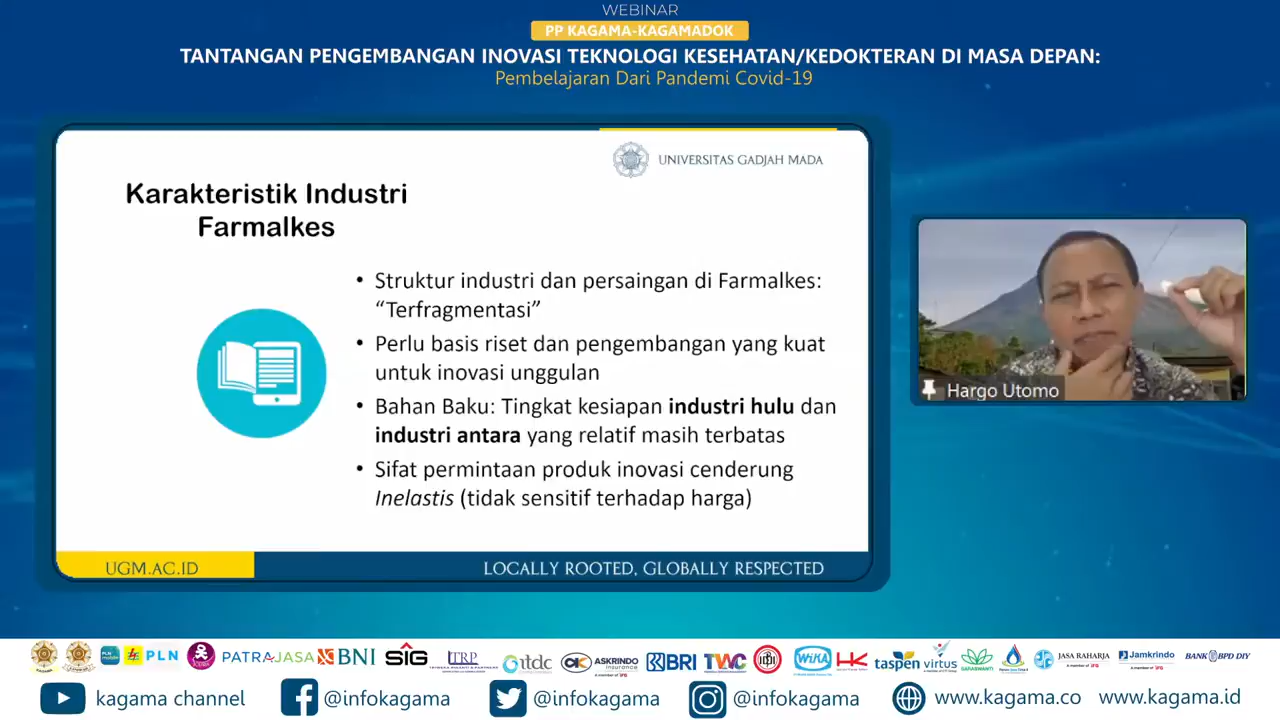 WEBINAR
PP KAGAMA-KAGAMADOK
TANTANGAN PENGEMBANGAN INOVASI TEKNOLOGI KESEHATAN/KEDOKTERAN DI MASA DEPAN:
Pembelajaran Dari Pandemi Covid-19
UNIVERSITAS GADJAH MADA
Karakteristik Industri
Farmalkes
• Struktur industri dan persaingan di Farmalkes:
“Terfragmentasi”
• Perlu basis riset dan pengembangan yang kuat
untuk inovasi unggulan
• Bahan Baku: Tingkat kesiapan industri hulu dan
industri antara yang relatif masih terbatas
• Sifat permintaan produk inovasi cenderung
Inelastis (tidak sensitif terhadap harga)
UGM.AC.ID
LOCALLY ROOTED, GLOBALLY RESPECTED
Hargo Utomo
PLN PATRA JASA BNI SIG TRP itdc ASKRINDO insurance BRI TWC WIKA HK taspen virtus JASA RAHARJA Jamkrindo BANK BPD DIY
kagama channel @infokagama @infokagama @infokagama www.kagama.co www.kagama.id